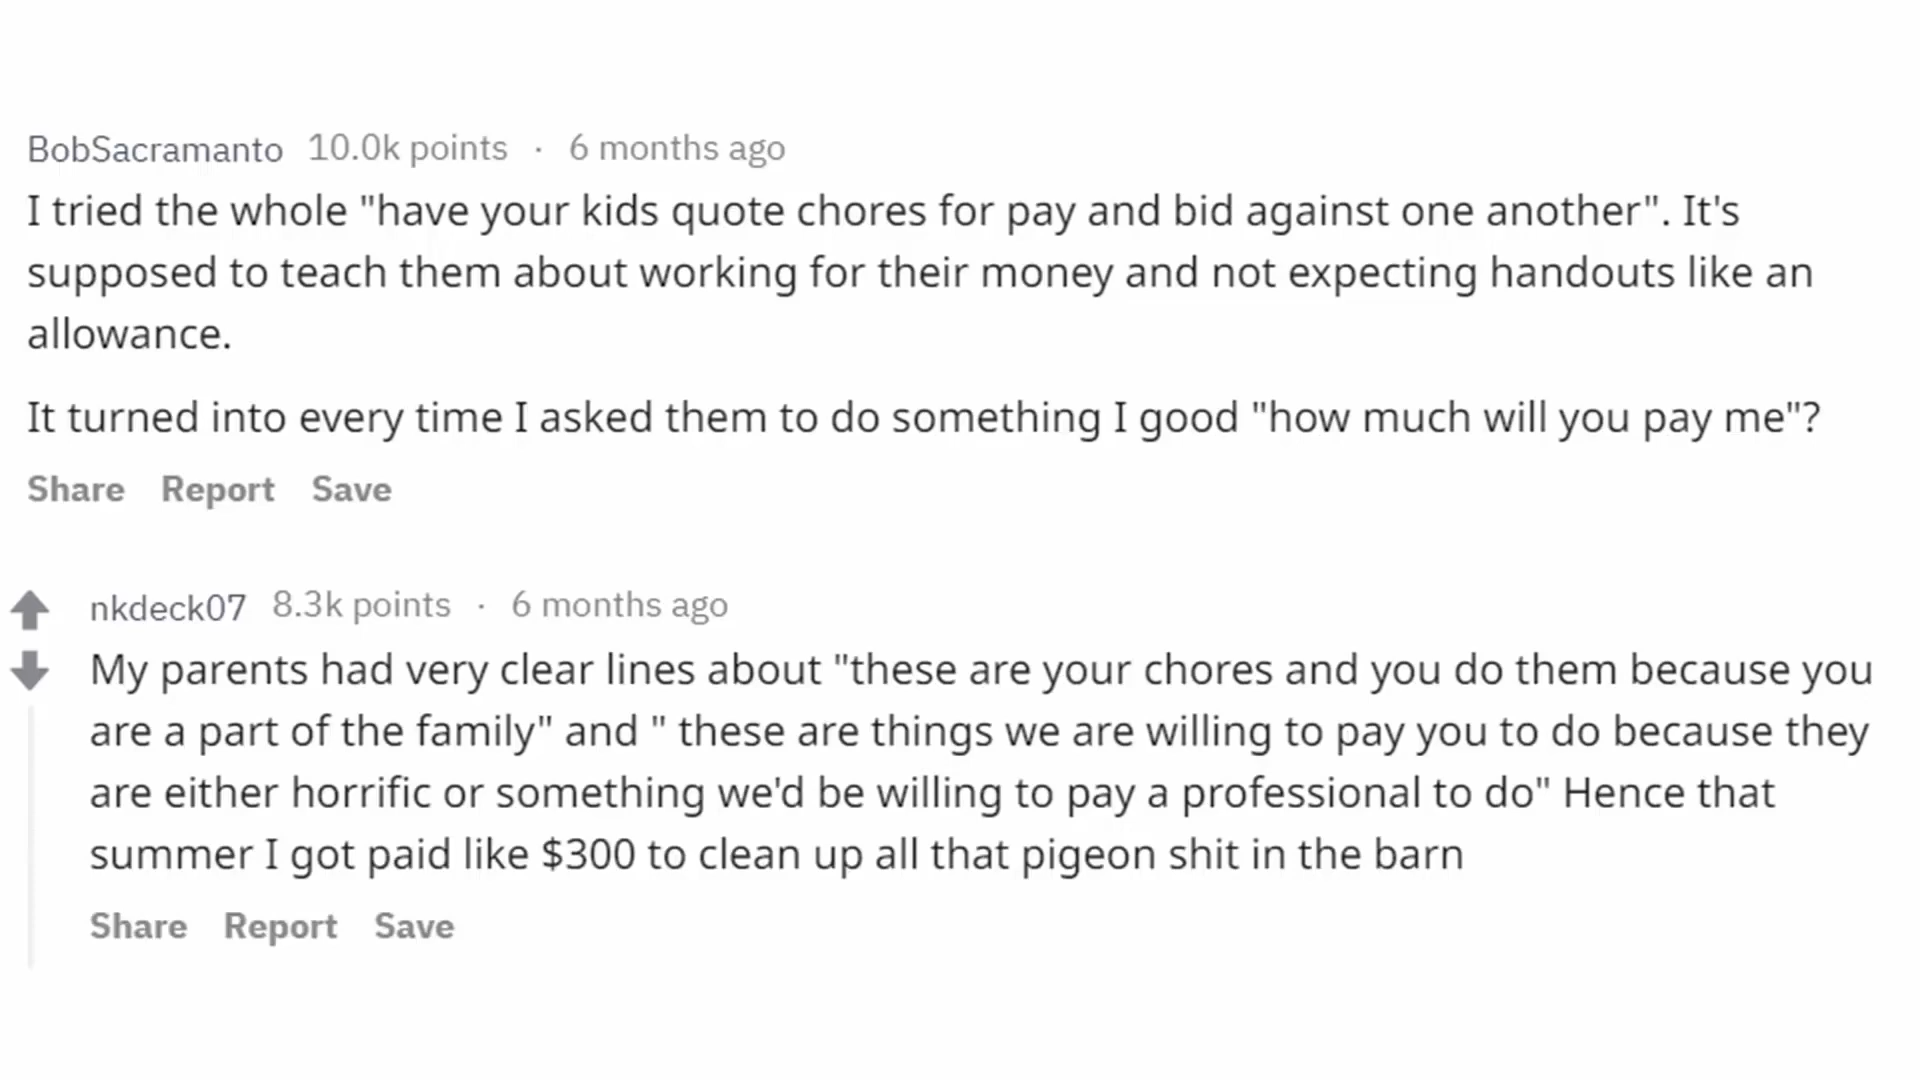 BobSacramanto 10.0k points · 6 months ago
I tried the whole "have your kids quote chores for pay and bid against one another". It's
supposed to teach them about working for their money and not expecting handouts like an
allowance.
It turned into every time I asked them to do something I good "how much will you pay me"?
Share Report Save
nkdeck07 8.3k points · 6 months ago
My parents had very clear lines about "these are your chores and you do them because you
are a part of the family" and " these are things we are willing to pay you to do because they
are either horrific or something we'd be willing to pay a professional to do" Hence that
summer I got paid like $300 to clean up all that pigeon shit in the barn
Share Report Save